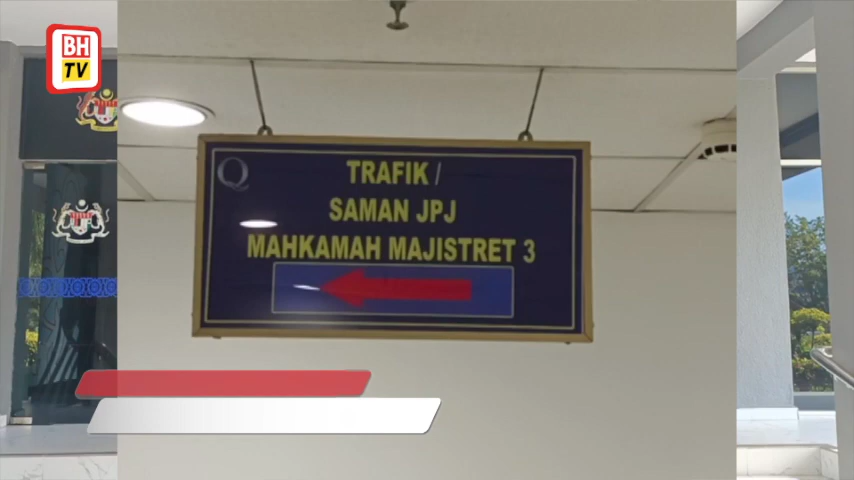 BH
TV
Q
TRAFIK /
SAMAN JPJ
MAHKAMAH MAJISTRET 3